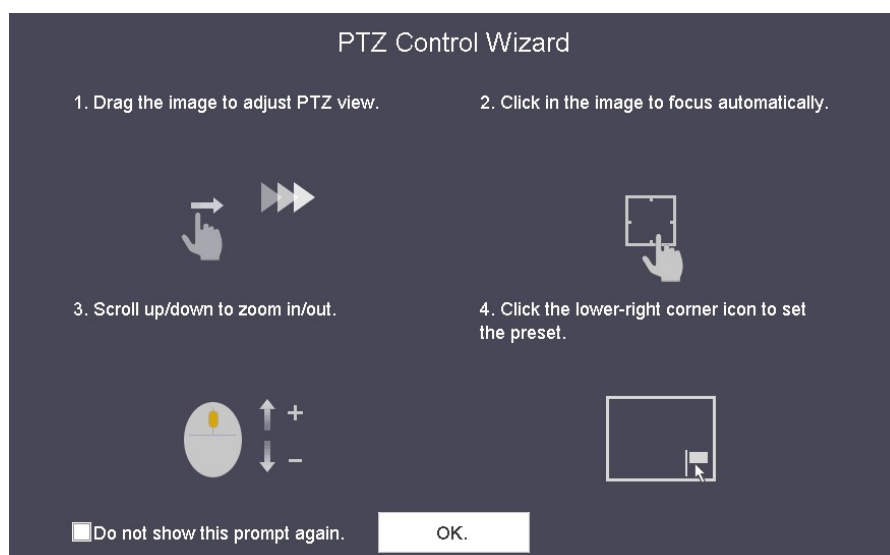 PTZ Control Wizard
1. Drag the image to adjust PTZ view.
2. Click in the image to focus automatically.
3. Scroll up/down to zoom in/out.
4. Click the lower-right corner icon to set
the preset.
+
−
Do not show this prompt again.
OK.